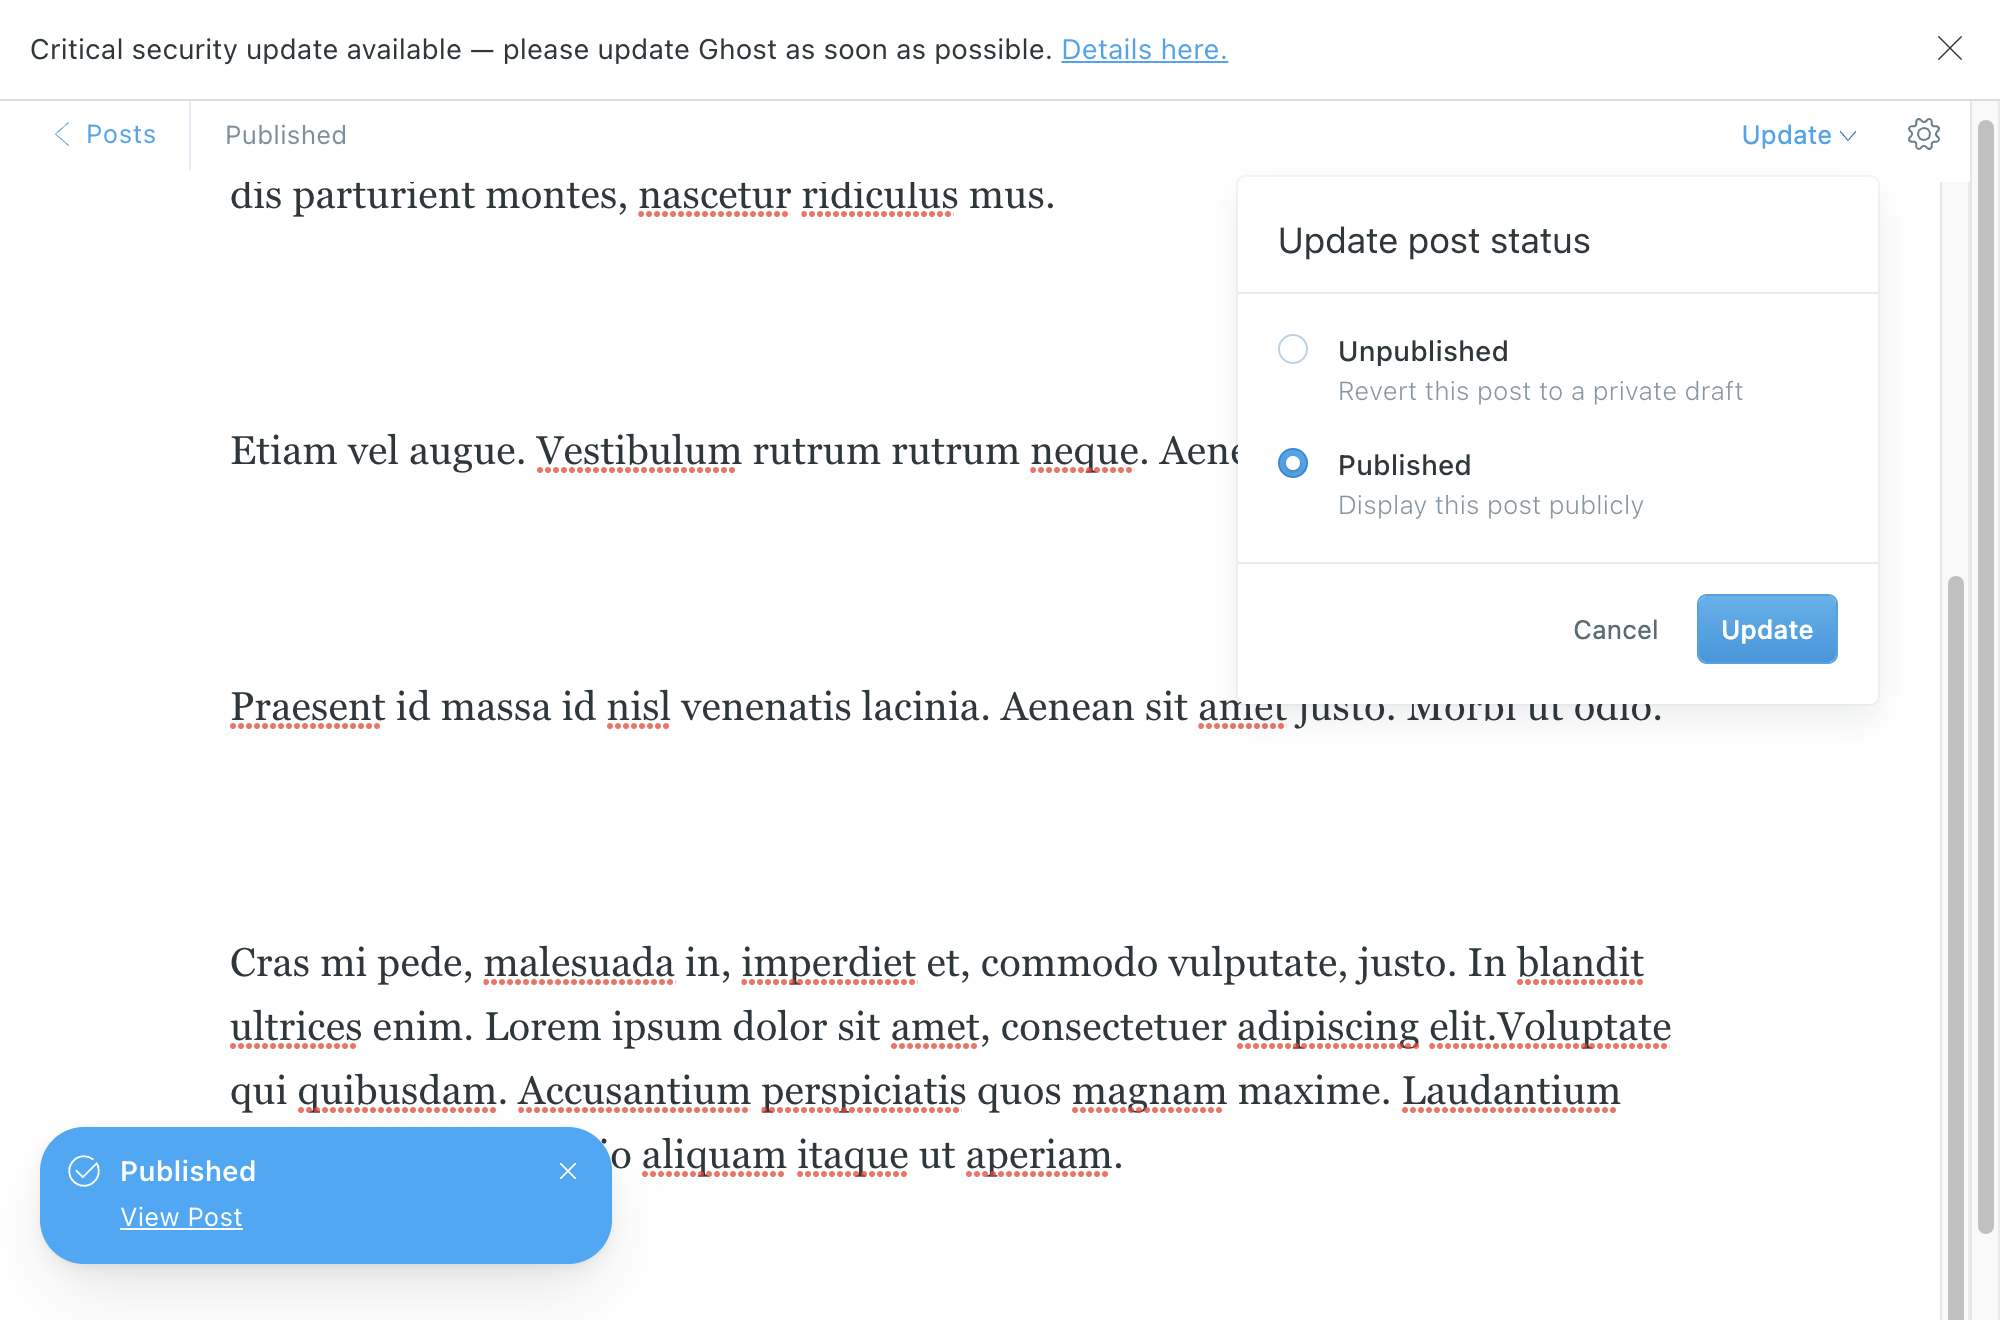 Critical security update available — please update Ghost as soon as possible. Details here.
Posts
Published
Update
dis parturient montes, nascetur ridiculus mus.
Update post status
Unpublished
Revert this post to a private draft
Published
Display this post publicly
Cancel
Update
Etiam vel augue. Vestibulum rutrum rutrum neque.
Praesent id massa id nisl venenatis lacinia. Aenean sit amet justo. Morbi ut odio.
Cras mi pede, malesuada in, imperdiet et, commodo vulputate, justo. In blandit
ultrices enim. Lorem ipsum dolor sit amet, consectetuer adipiscing elit.Voluptate
qui quibusdam. Accusantium perspiciatis quos magnam maxime. Laudantium
aliquam itaque ut aperiam.
Published
View Post